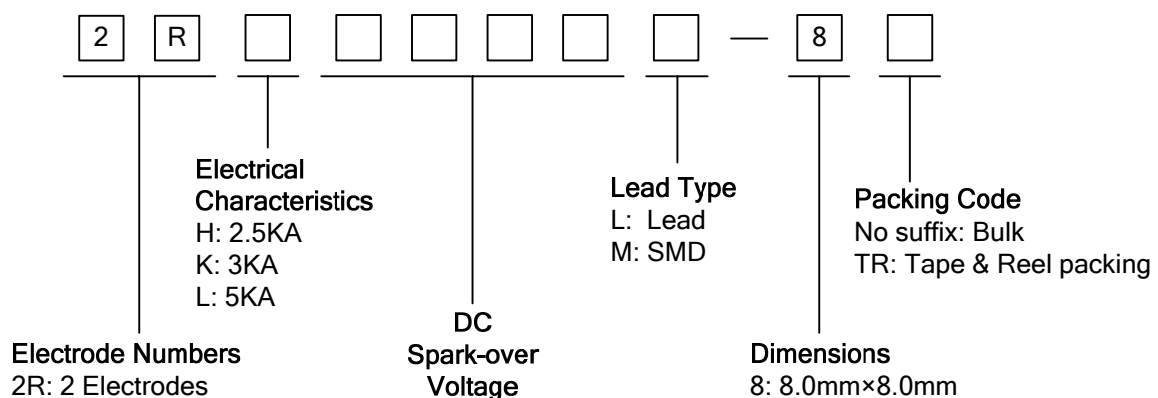 2 R — 8
Electrical
Characteristics
H: 2.5KA
K: 3KA
L: 5KA
Lead Type
L: Lead
M: SMD
Packing Code
No suffix: Bulk
TR: Tape & Reel packing
Electrode Numbers
2R: 2 Electrodes
DC
Spark-over
Voltage
Dimensions
8: 8.0mm×8.0mm